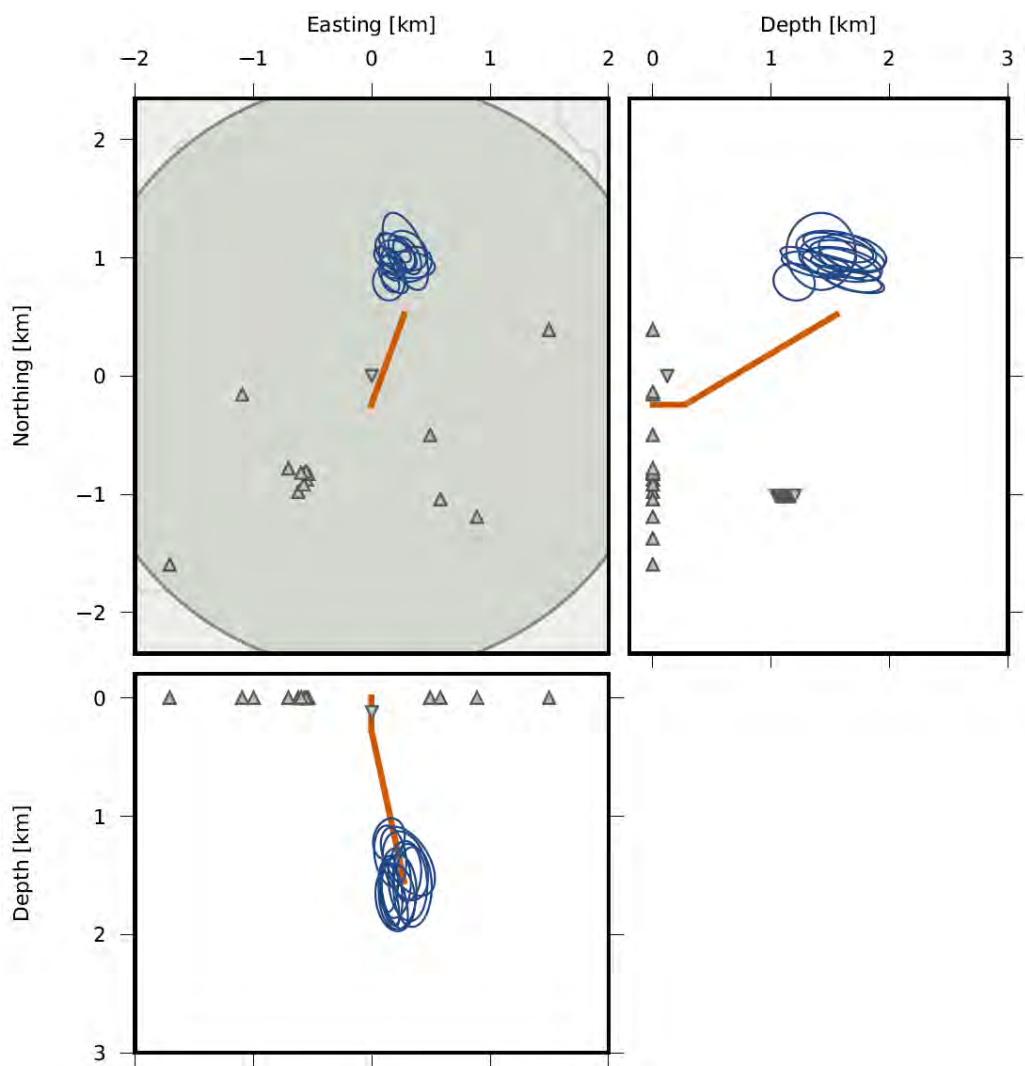 Easting [km] Depth [km]
−2 −1 0 1 2 0 1 2 3
2
1
0
−1
−2
Northing [km]
0
1
2
3
Depth [km]